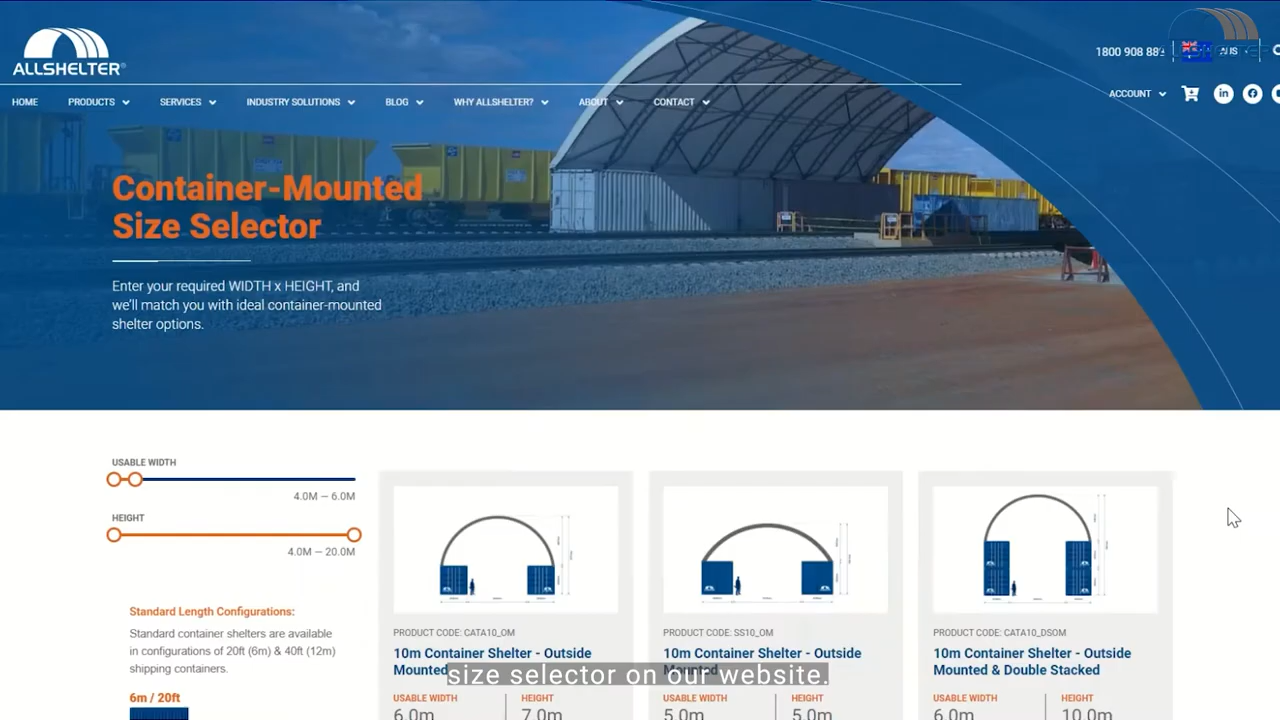 ALLSHELTER®
1800 908 88
HOME
PRODUCTS
SERVICES
INDUSTRY SOLUTIONS
BLOG
WHY ALLSHELTER?
ABOUT
CONTACT
ACCOUNT
in
Container-Mounted
Size Selector
Enter your required WIDTH x HEIGHT, and
we'll match you with ideal container-mounted
shelter options.
USABLE WIDTH
4.0M — 6.0M
HEIGHT
4.0M — 20.0M
Standard Length Configurations:
Standard container shelters are available
in configurations of 20ft (6m) & 40ft (12m)
shipping containers.
6m / 20ft
PRODUCT CODE: CATA10_OM
10m Container Shelter - Outside
Mounted
USABLE WIDTH
HEIGHT
6.0m
7.0m
PRODUCT CODE: SS10_OM
10m Container Shelter - Outside
Mounted
USABLE WIDTH
HEIGHT
5.0m
5.0m
PRODUCT CODE: CATA10_DSOM
10m Container Shelter - Outside
Mounted & Double Stacked
USABLE WIDTH
HEIGHT
6.0m
10.0m
size selector on our website.